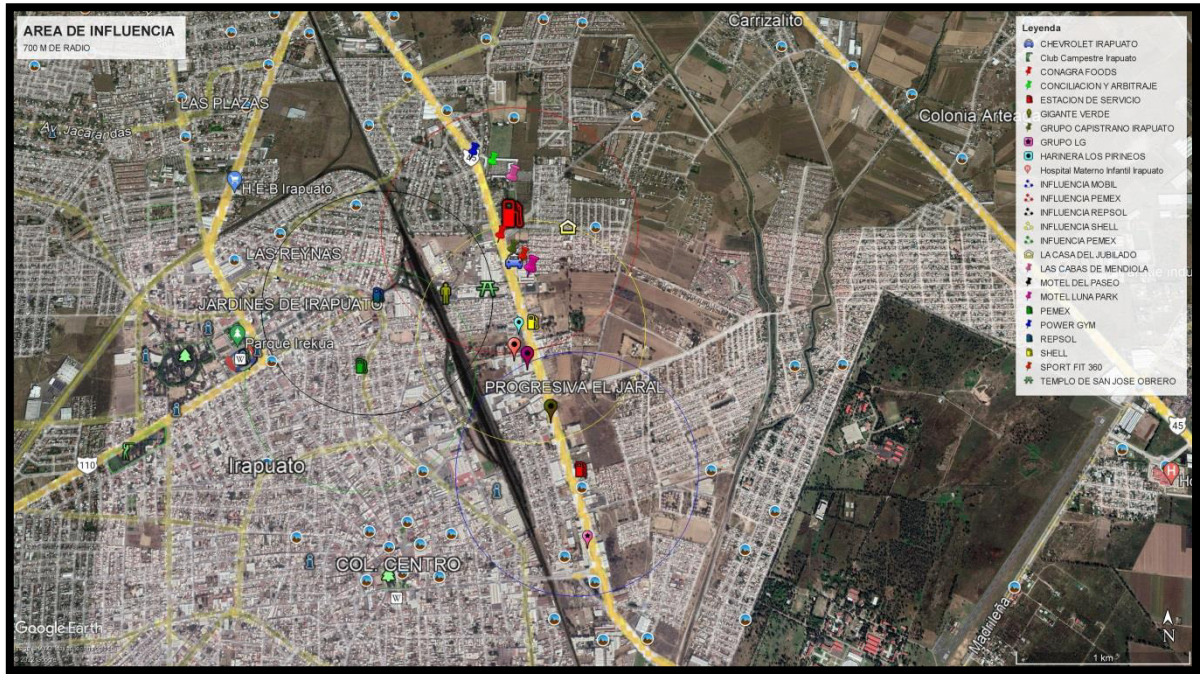 AREA DE INFLUENCIA
700 M DE RADIO
Carrizalito
LAS PLAZAS
Av. Jacarandas
H-E-B Irapuato
LAS REYNAS
JARDINES DE IRAPUATO
Parque Irekua
PROGRESIVA EL JARAL
110
Irapuato
COL. CENTRO
Madrileña
45
Leyenda
CHEVROLET IRAPUATO
Club Campestre Irapuato
CONAGRA FOODS
CONCILIACION Y ARBITRAJE
ESTACION DE SERVICIO
GIGANTE VERDE
GRUPO CAPISTRANO IRAPUATO
GRUPO LG
HARINERA LOS PIRINEOS
Hospital Materno Infantil Irapuato
INFLUENCIA MOBIL
INFLUENCIA PEMEX
INFLUENCIA REPSOL
INFLUENCIA SHELL
INFUENCIA PEMEX
LA CASA DEL JUBILADO
LAS CABAS DE MENDIOLA
MOTEL DEL PASEO
MOTEL LUNA PARK
PEMEX
POWER GYM
REPSOL
SHELL
SPORT FIT 360
TEMPLO DE SAN JOSE OBRERO
Google Earth
N
1 km